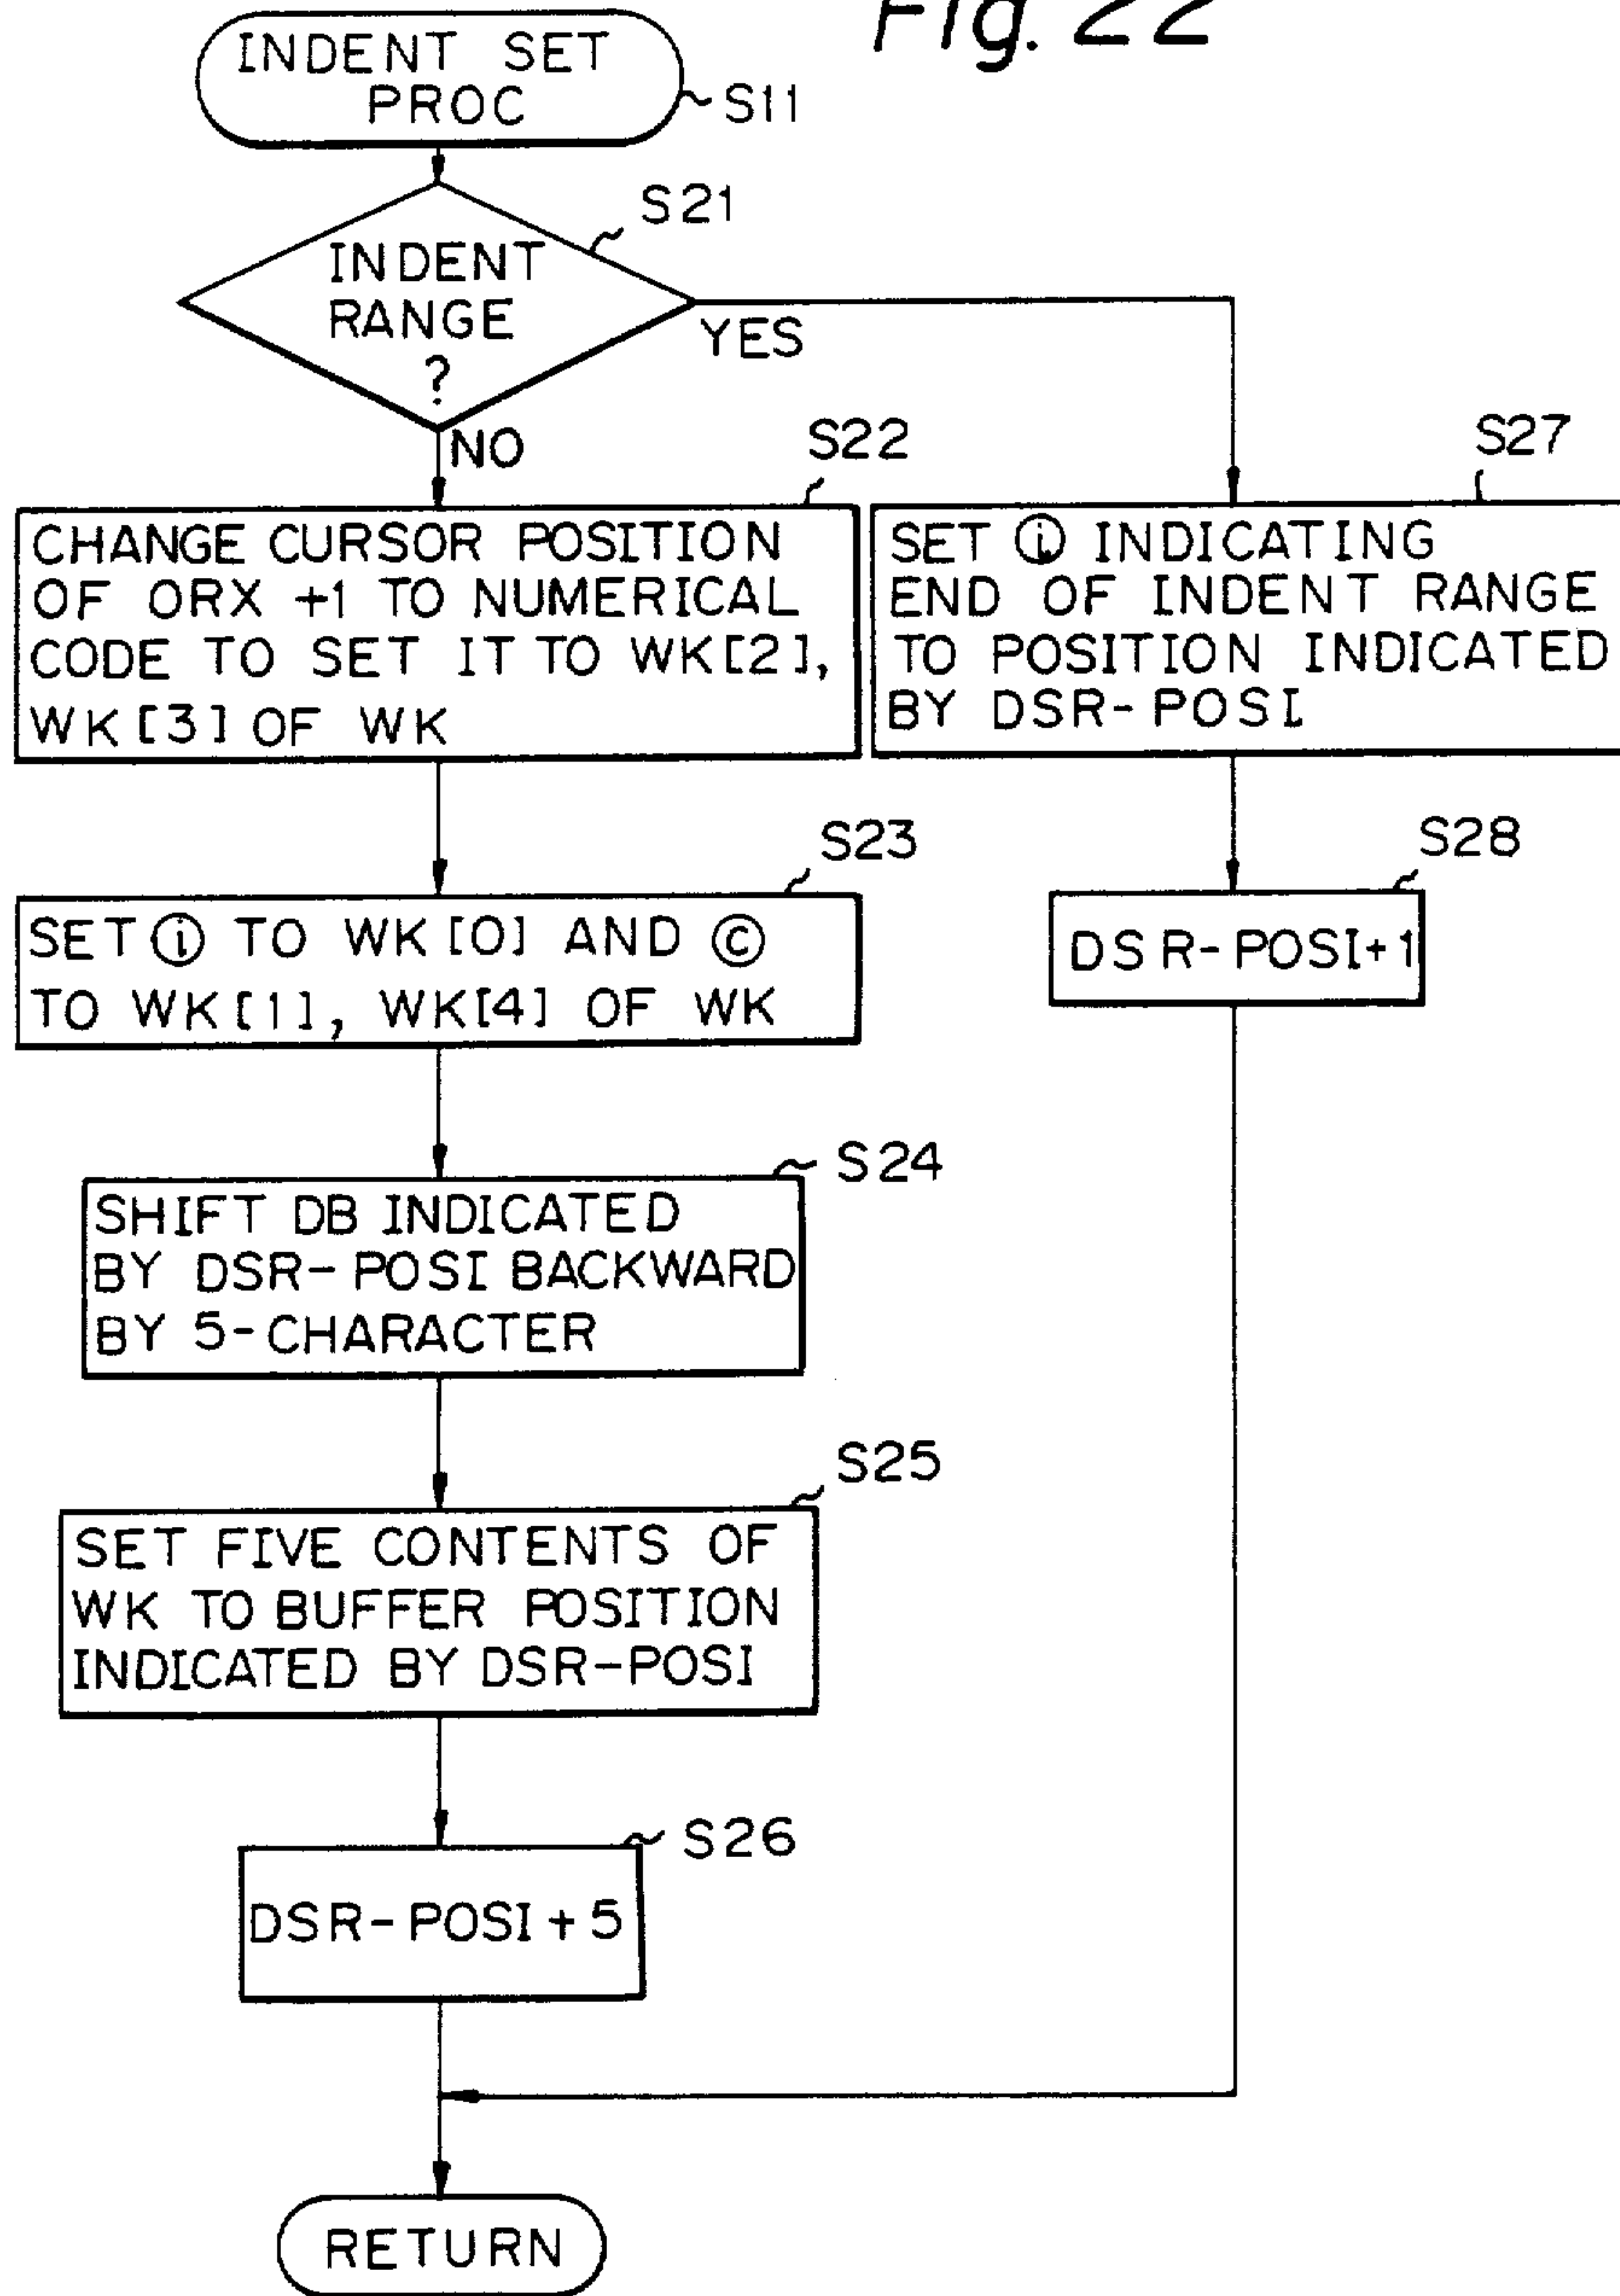 Fig. 22
INDENT SET
PROC
S11
S21
INDENT
RANGE
?
YES
NO
S22
CHANGE CURSOR POSITION
OF ORX +1 TO NUMERICAL
CODE TO SET IT TO WK[2],
WK[3] OF WK
S27
SET ⓘ INDICATING
END OF INDENT RANGE
TO POSITION INDICATED
BY DSR-POSI
S23
SET ⓘ TO WK[0] AND ⓒ
TO WK[1], WK[4] OF WK
S28
DSR-POSI+1
S24
SHIFT DB INDICATED
BY DSR-POSI BACKWARD
BY 5-CHARACTER
S25
SET FIVE CONTENTS OF
WK TO BUFFER POSITION
INDICATED BY DSR-POSI
S26
DSR-POSI+5
RETURN